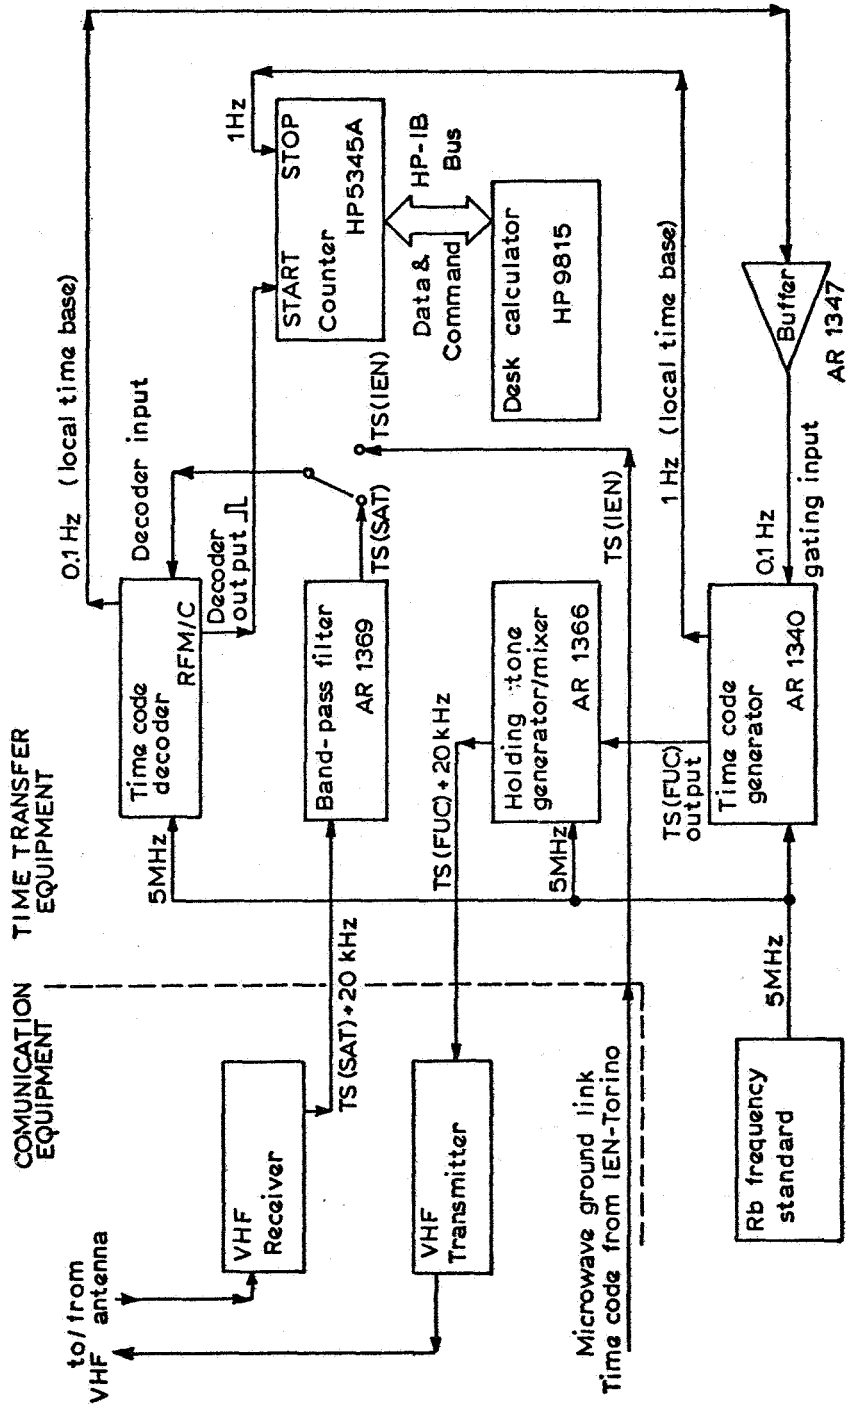 COMUNICATION
EQUIPMENT
TIME TRANSFER
EQUIPMENT
to/from
VHF antenna
VHF
Receiver
TS(SAT)+20 kHz
VHF
Transmitter
Microwave ground link
Time code from IEN-Torino
Rb frequency
standard
5MHz
5MHz
Time code
decoder
RFM/C
0.1 Hz (local time base)
Decoder input
Decoder
output
Band-pass filter
AR 1369
TS(SAT)
TS(IEN)
TS(FUC)+20kHz
5MHz
Holding tone
generator/mixer
AR 1366
TS(IEN)
TS(FUC)
output
Time code
generator
AR 1340
1Hz (local time base)
0.1 Hz
gating input
Buffer
AR 1347
1Hz
START STOP
Counter
HP5345A
Data &
Command
HP-IB
Bus
Desk calculator
HP9815